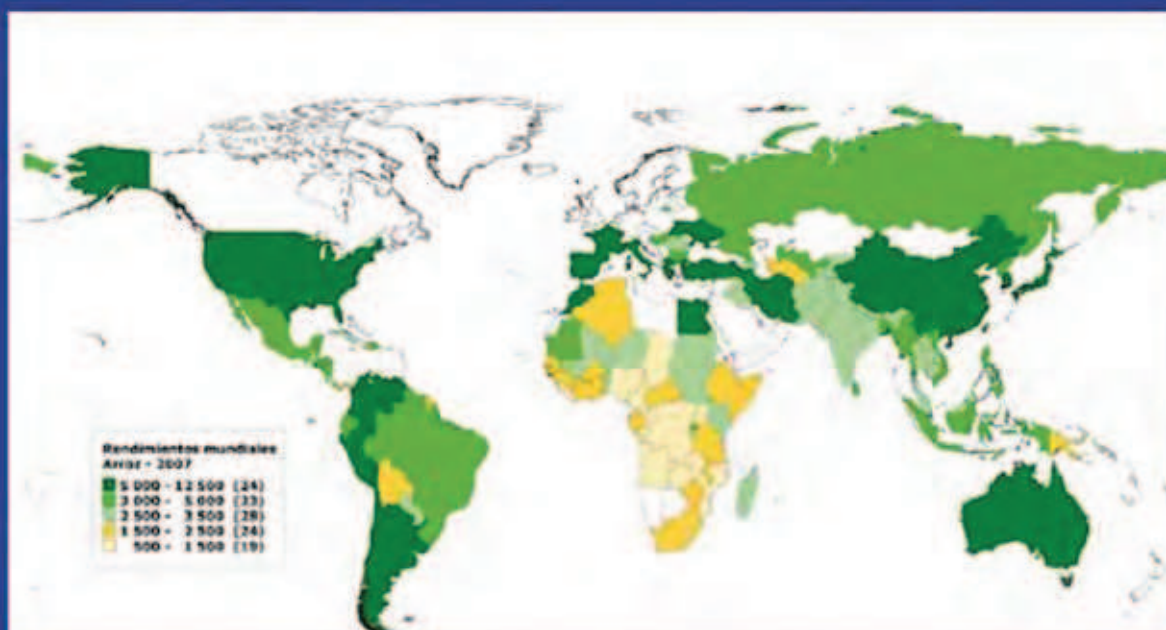 Rendimientos mundiales
Arroz - 2007
5 000 - 12 500 (24)
3 000 - 5 000 (33)
2 500 - 3 500 (28)
1 500 - 2 500 (24)
500 - 1 500 (19)